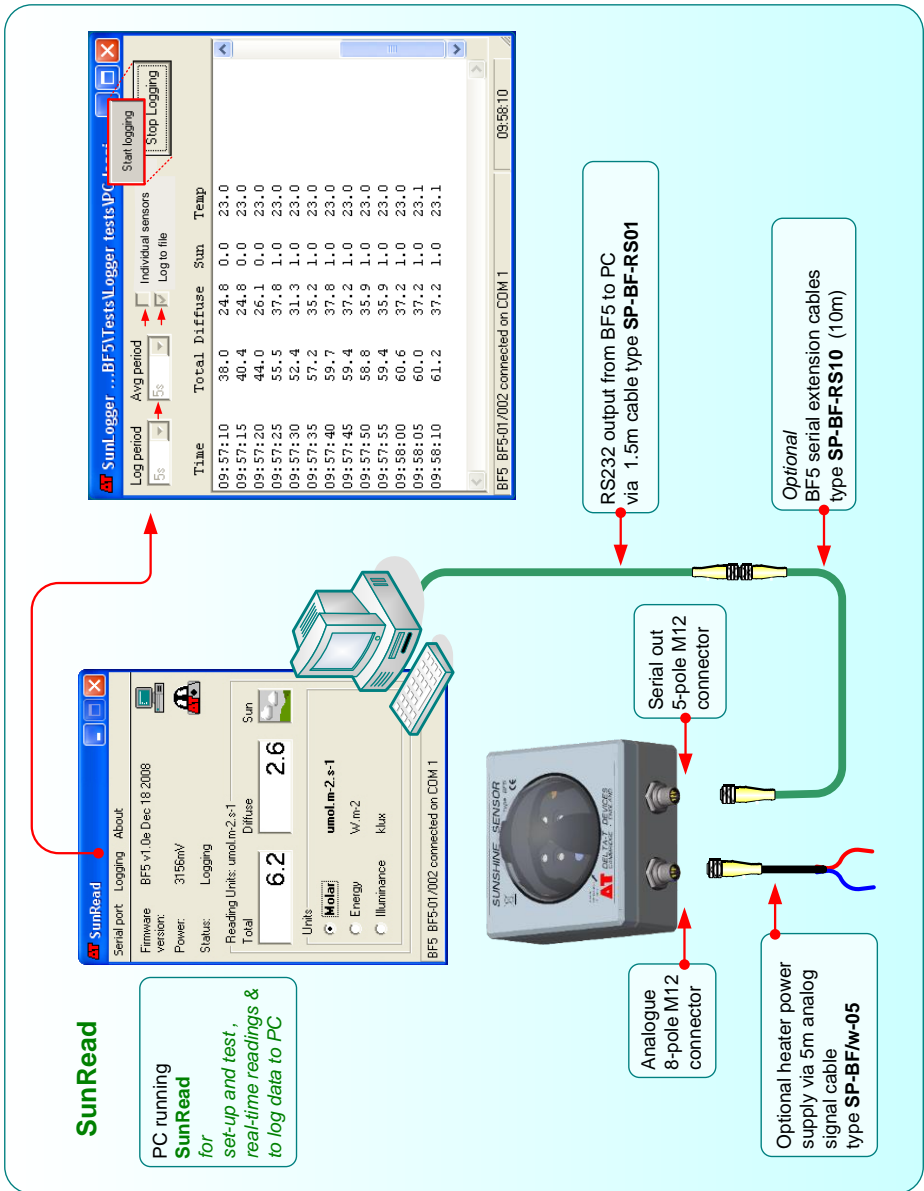 SunRead
PC running
SunRead
for
set-up and test ,
real-time readings &
to log data to PC
SunRead
Serial port Logging About
Firmware version: BF5 v1.0e Dec 18 2008
Power: 3156mV
Status: Logging
Reading Units: umol.m-2.s-1
Total Diffuse Sun
6.2 2.6
Units
Molar umol.m-2.s-1
Energy W.m-2
Illuminance klux
BF5 BF5-01/002 connected on COM 1
SunLogger ...BF5\Tests\Logger tests\PC
Start logging
Log period Avg period
5s 5s
Individual sensors
Log to file
Stop Logging
Time Total Diffuse Sun Temp
09:57:10 38.0 24.8 0.0 23.0
09:57:15 40.4 24.8 0.0 23.0
09:57:20 44.0 26.1 0.0 23.0
09:57:25 55.5 37.8 1.0 23.0
09:57:30 52.4 31.3 1.0 23.0
09:57:35 57.2 35.2 1.0 23.0
09:57:40 59.7 37.8 1.0 23.0
09:57:45 59.4 37.2 1.0 23.0
09:57:50 58.8 35.9 1.0 23.0
09:57:55 59.4 35.9 1.0 23.0
09:58:00 60.6 37.2 1.0 23.0
09:58:05 60.0 37.2 1.0 23.1
09:58:10 61.2 37.2 1.0 23.1
BF5 BF5-01/002 connected on COM 1 09:58:10
SUNSHINE SENSOR
type BF5
DELTA-T DEVICES
CAMBRIDGE ENGLAND
Analogue
8-pole M12
connector
Serial out
5-pole M12
connector
RS232 output from BF5 to PC
via 1.5m cable type SP-BF-RS01
Optional heater power
supply via 5m analog
signal cable
type SP-BF/w-05
Optional
BF5 serial extension cables
type SP-BF-RS10 (10m)